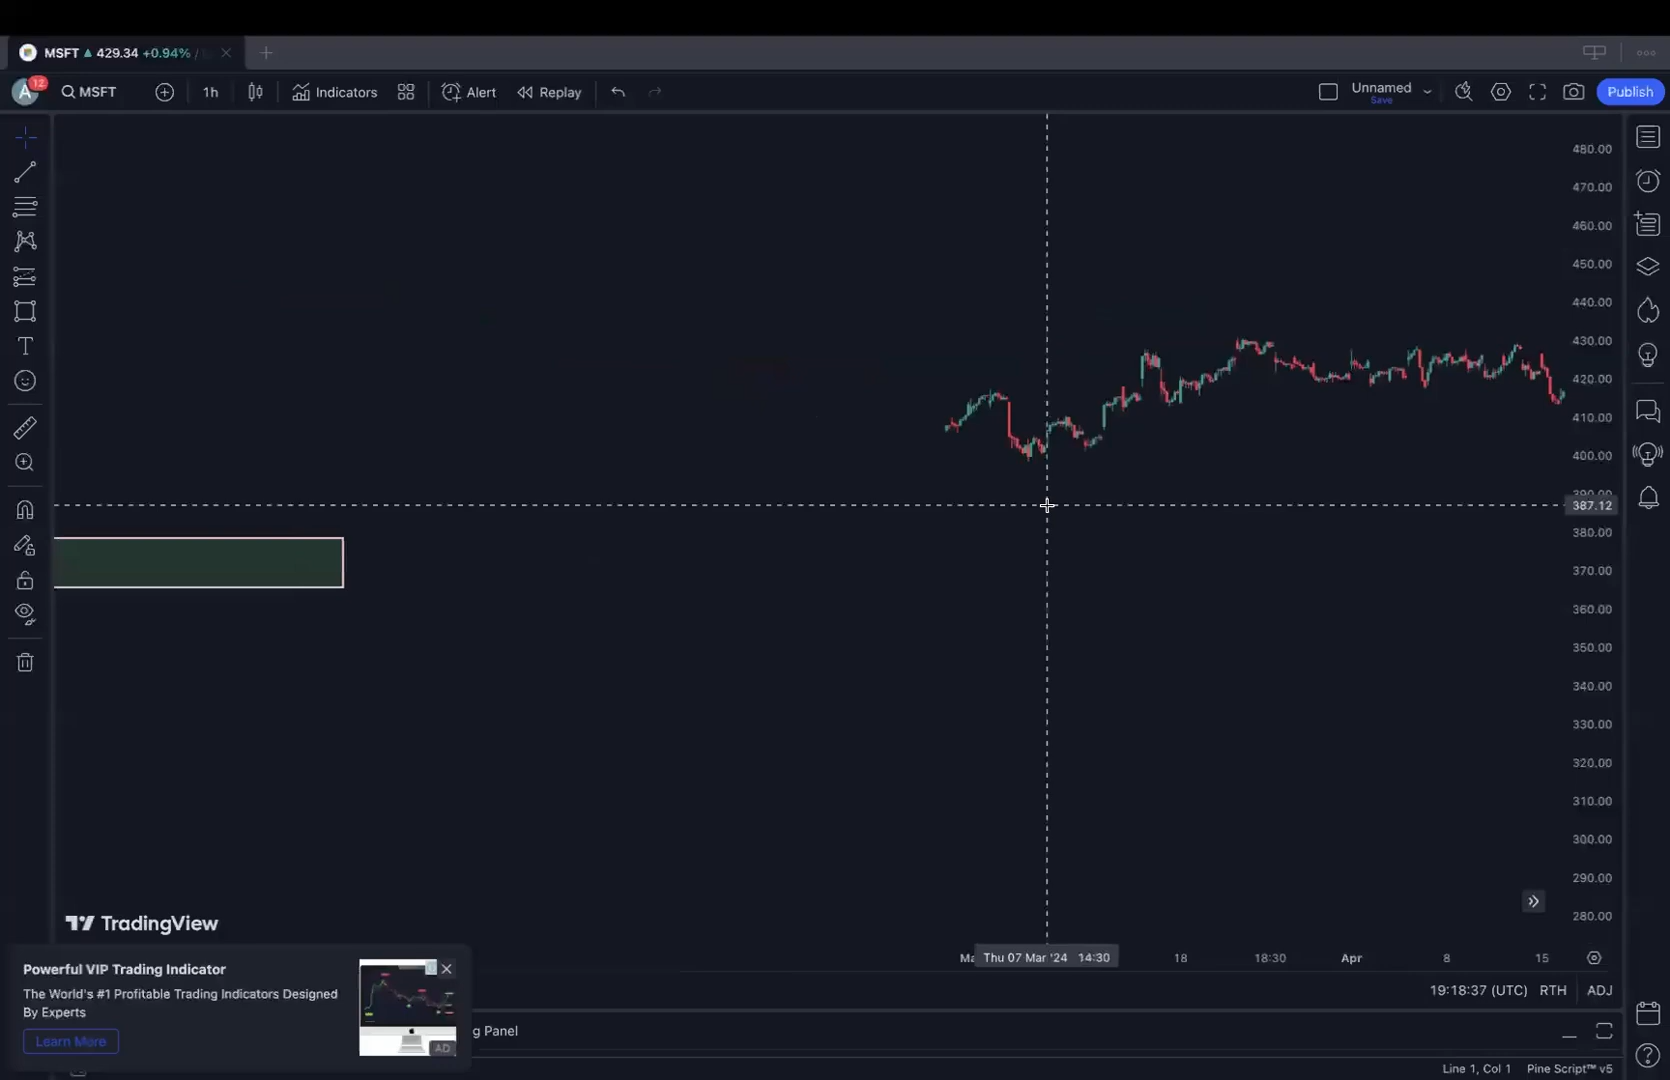 MSFT ▲ 429.34 +0.94% /
A 12 MSFT 1h Indicators Alert Replay Unnamed Publish
Save
480.00
470.00
460.00
450.00
440.00
430.00
420.00
410.00
400.00
387.12
380.00
370.00
360.00
350.00
340.00
330.00
320.00
310.00
300.00
290.00
280.00
TradingView
Thu 07 Mar '24 14:30 18 18:30 Apr 8 15
Powerful VIP Trading Indicator
The World's #1 Profitable Trading Indicators Designed
By Experts
Learn More
AD
19:18:37 (UTC) RTH ADJ
g Panel
Line 1, Col 1 Pine Script™ v5